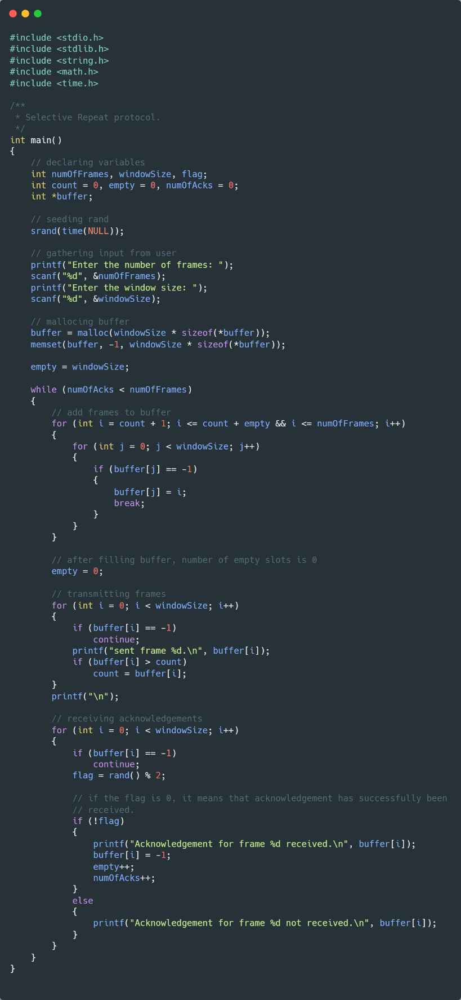 #include <stdio.h>
#include <stdlib.h>
#include <string.h>
#include <math.h>
#include <time.h>

/**
 * Selective Repeat protocol.
 */
int main()
{
    // declaring variables
    int numOfFrames, windowSize, flag;
    int count = 0, empty = 0, numOfAcks = 0;
    int *buffer;

    // seeding rand
    srand(time(NULL));

    // gathering input from user
    printf("Enter the number of frames: ");
    scanf("%d", &numOfFrames);
    printf("Enter the window size: ");
    scanf("%d", &windowSize);

    // mallocing buffer
    buffer = malloc(windowSize * sizeof(*buffer));
    memset(buffer, -1, windowSize * sizeof(*buffer));

    empty = windowSize;

    while (numOfAcks < numOfFrames)
    {
        // add frames to buffer
        for (int i = count + 1; i <= count + empty && i <= numOfFrames; i++)
        {
            for (int j = 0; j < windowSize; j++)
            {
                if (buffer[j] == -1)
                {
                    buffer[j] = i;
                    break;
                }
            }
        }

        // after filling buffer, number of empty slots is 0
        empty = 0;

        // transmitting frames
        for (int i = 0; i < windowSize; i++)
        {
            if (buffer[i] == -1)
                continue;
            printf("sent frame %d.\n", buffer[i]);
            if (buffer[i] > count)
                count = buffer[i];
        }
        printf("\n");

        // receiving acknowledgements
        for (int i = 0; i < windowSize; i++)
        {
            if (buffer[i] == -1)
                continue;
            flag = rand() % 2;

            // if the flag is 0, it means that acknowledgement has successfully been
            // received.
            if (!flag)
            {
                printf("Acknowledgement for frame %d received.\n", buffer[i]);
                buffer[i] = -1;
                empty++;
                numOfAcks++;
            }
            else
            {
                printf("Acknowledgement for frame %d not received.\n", buffer[i]);
            }
        }
    }
}